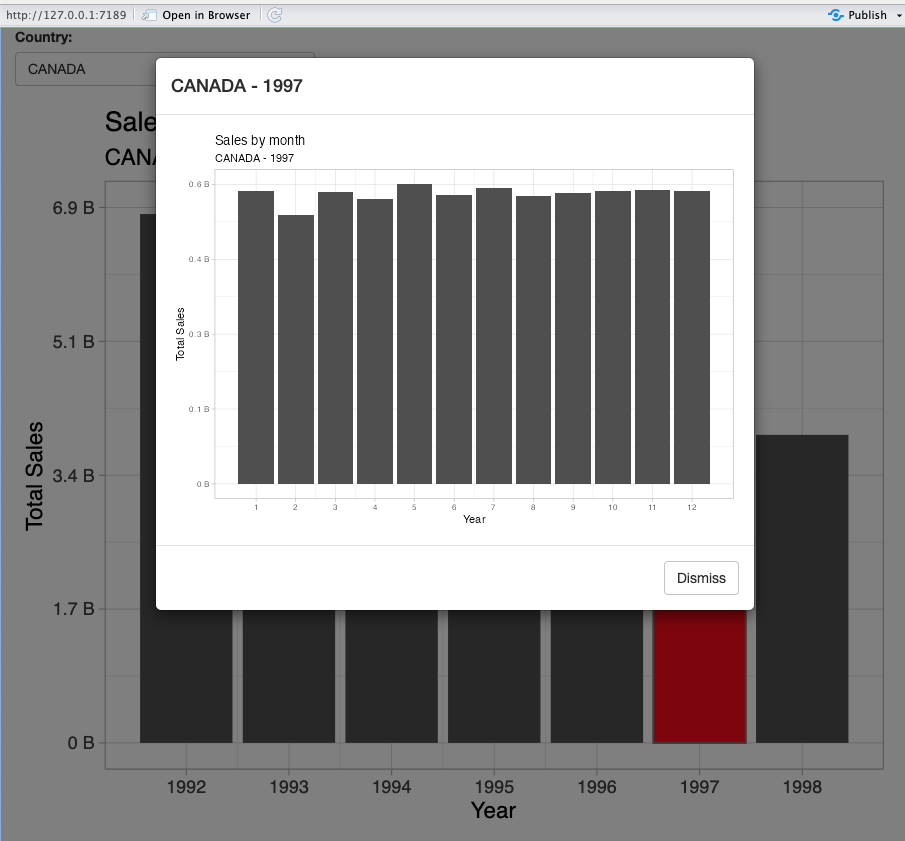 http://127.0.0.1:7189 Open in Browser Publish
Country:
CANADA
Sale
CANA
CANADA - 1997
Sales by month
CANADA - 1997
Total Sales
0.6 B
0.4 B
0.3 B
0.1 B
0 B
1 2 3 4 5 6 7 8 9 10 11 12
Year
Dismiss
Total Sales
6.9 B
5.1 B
3.4 B
1.7 B
0 B
1992 1993 1994 1995 1996 1997 1998
Year